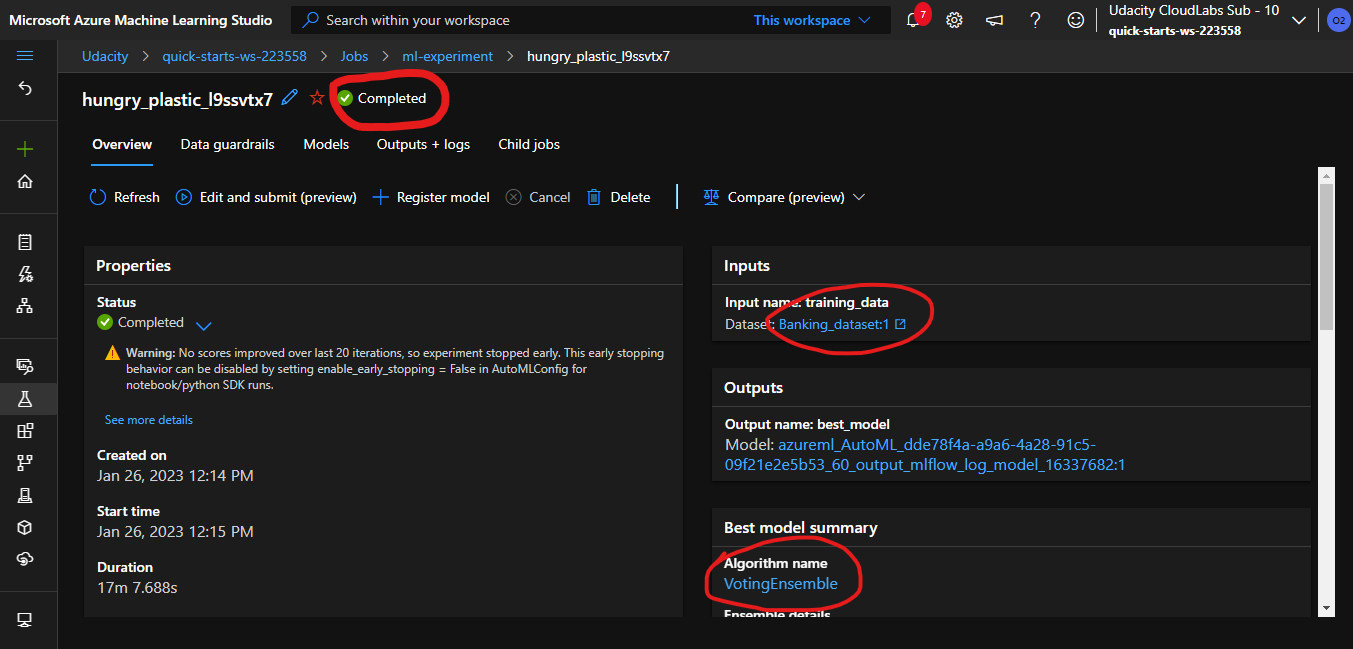 Microsoft Azure Machine Learning Studio
Search within your workspace
This workspace
7
Udacity CloudLabs Sub - 10
quick-starts-ws-223558
O2
Udacity > quick-starts-ws-223558 > Jobs > ml-experiment > hungry_plastic_l9ssvtx7
hungry_plastic_l9ssvtx7
Completed
Overview Data guardrails Models Outputs + logs Child jobs
Refresh Edit and submit (preview) Register model Cancel Delete Compare (preview)
Properties
Status
Completed
Warning: No scores improved over last 20 iterations, so experiment stopped early. This early stopping
behavior can be disabled by setting enable_early_stopping = False in AutoMLConfig for
notebook/python SDK runs.
See more details
Created on
Jan 26, 2023 12:14 PM
Start time
Jan 26, 2023 12:15 PM
Duration
17m 7.688s
Inputs
Input name: training_data
Dataset: Banking_dataset:1
Outputs
Output name: best_model
Model: azureml_AutoML_dde78f4a-a9a6-4a28-91c5-
09f21e2e5b53_60_output_mlflow_log_model_16337682:1
Best model summary
Algorithm name
VotingEnsemble
Ensemble details